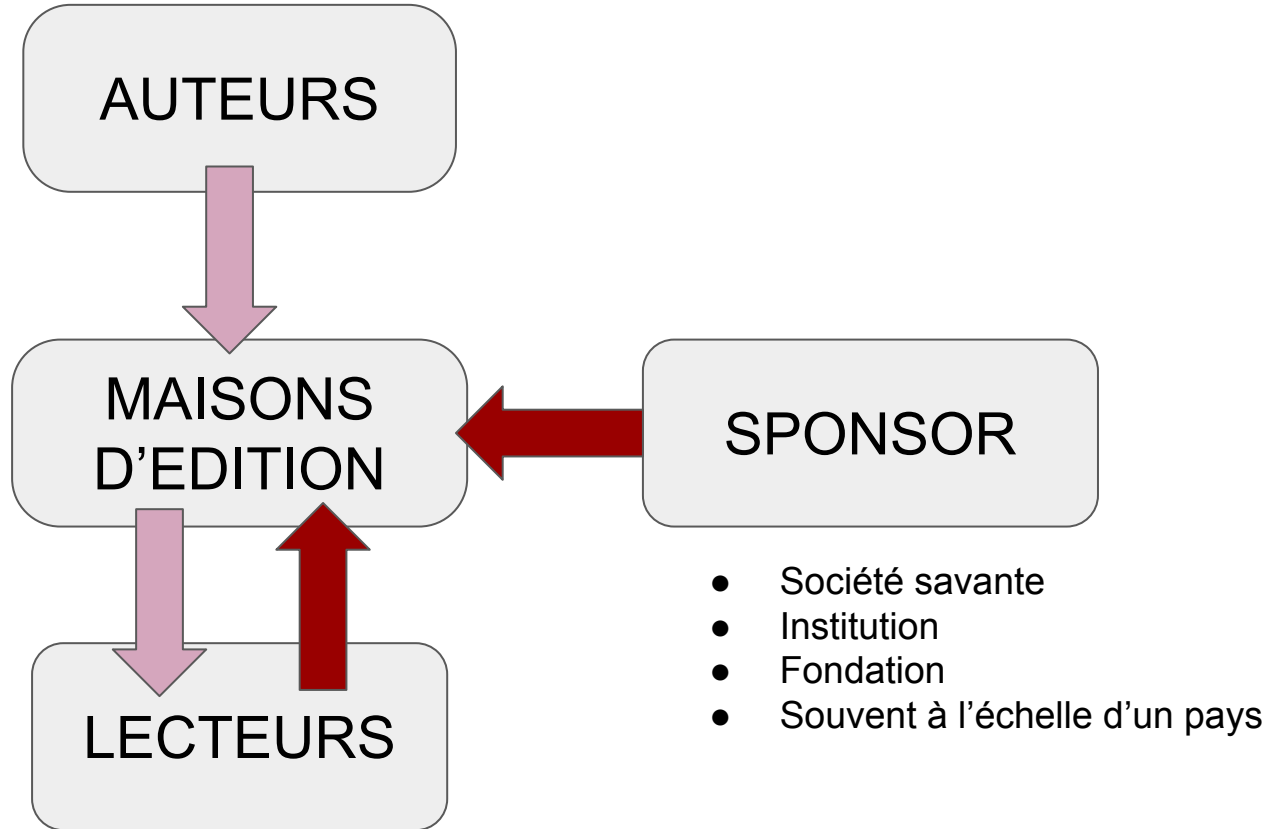 AUTEURS
MAISONS
D'EDITION
SPONSOR
● Société savante
● Institution
● Fondation
● Souvent à l'échelle d'un pays
LECTEURS